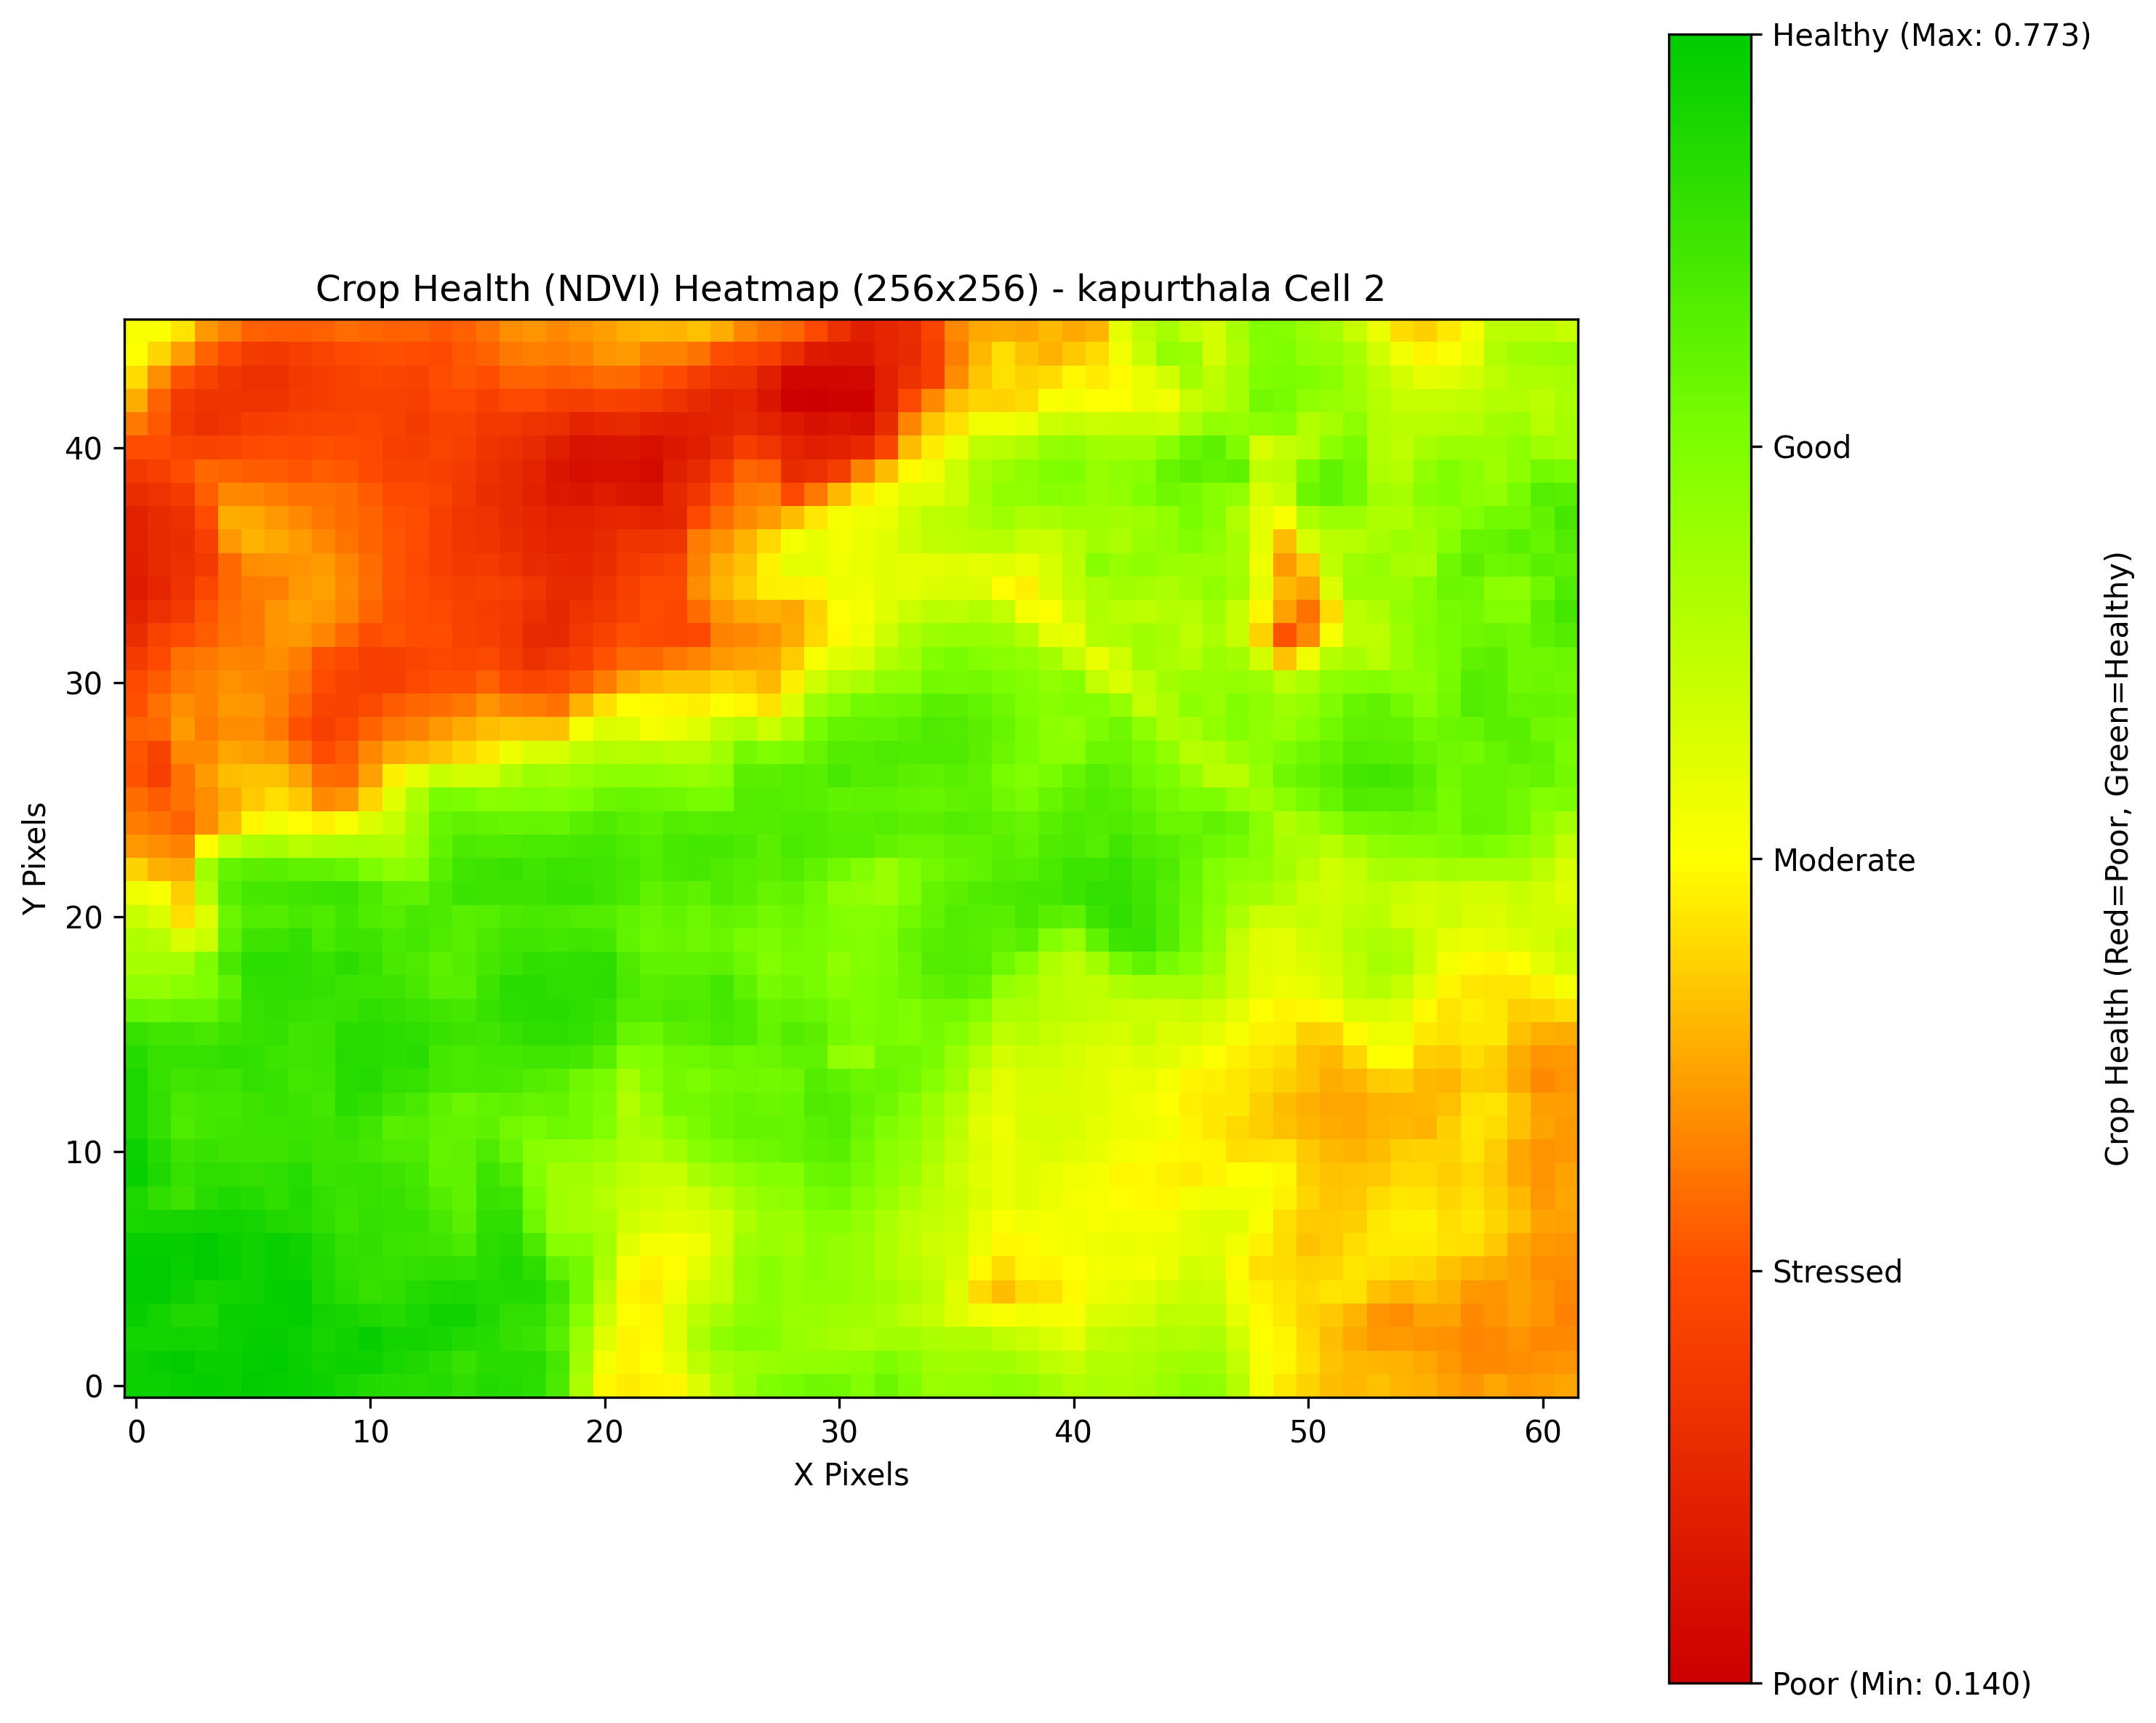 Crop Health (NDVI) Heatmap (256x256) - kapurthala Cell 2
Y Pixels
40
30
20
10
0
0 10 20 30 40 50 60
X Pixels
Healthy (Max: 0.773)
Good
Moderate
Stressed
Poor (Min: 0.140)
Crop Health (Red=Poor, Green=Healthy)